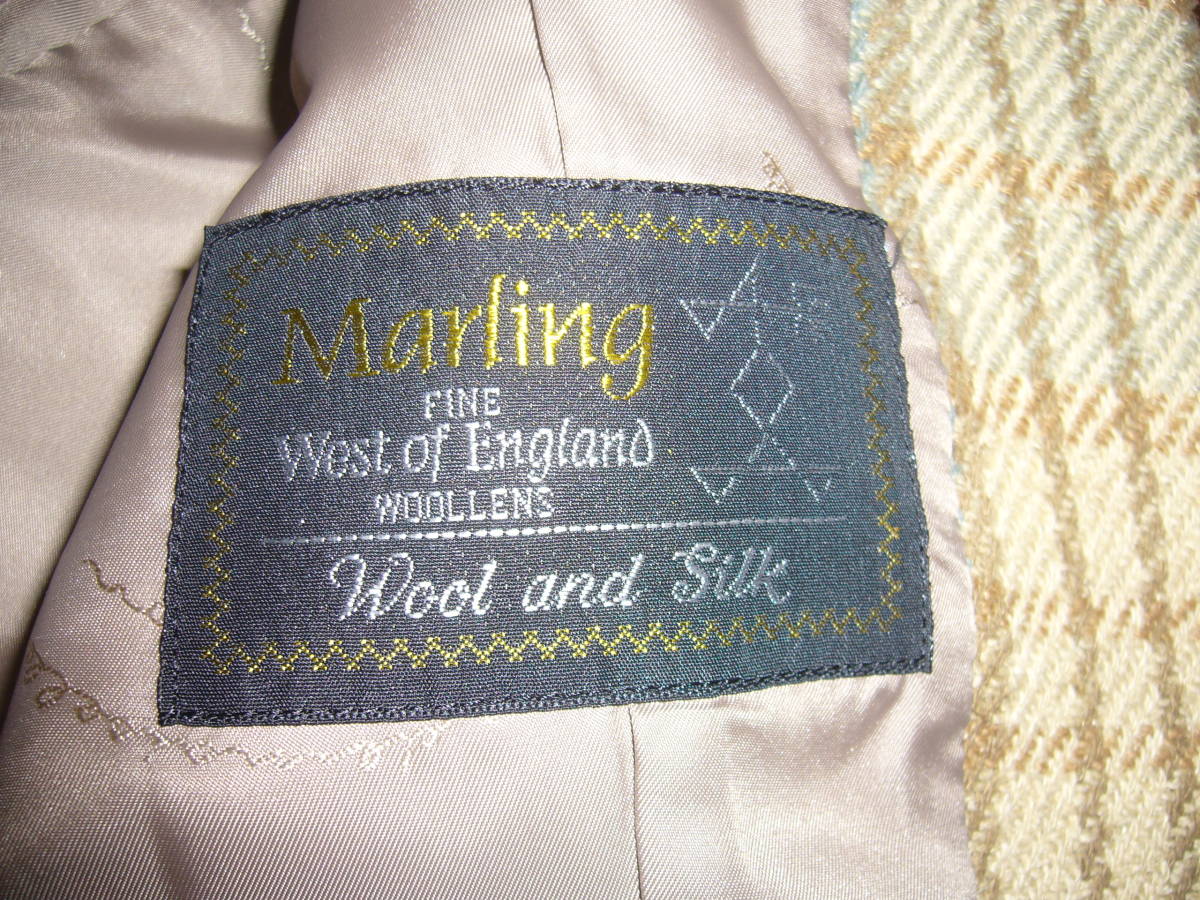 Marling
FINE
West of England
WOOLLENS
Wool and Silk